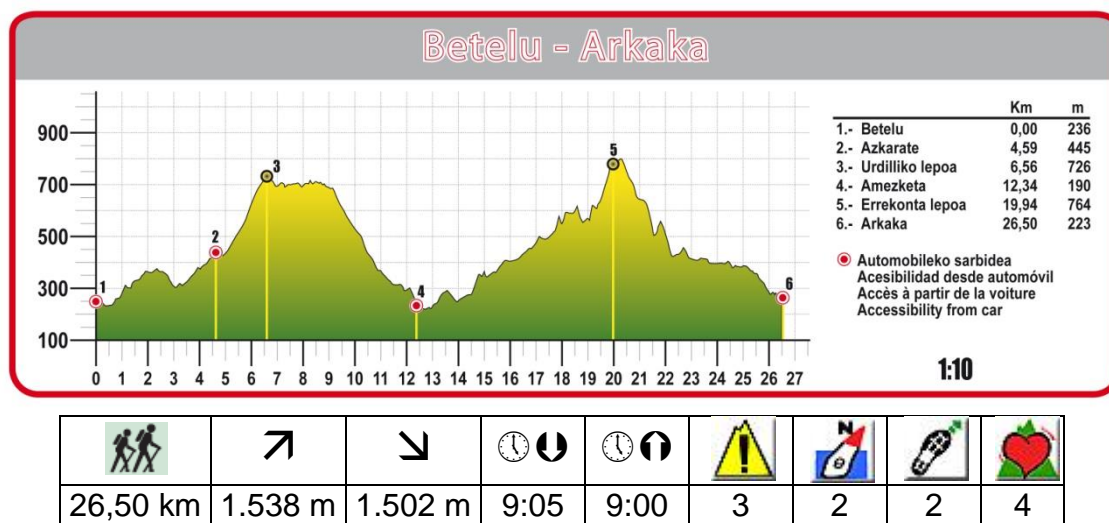 Betelu - Arkaka
900
700
500
300
100
1
2
3
4
5
6
0 1 2 3 4 5 6 7 8 9 10 11 12 13 14 15 16 17 18 19 20 21 22 23 24 25 26 27
Km m
1.- Betelu 0,00 236
2.- Azkarate 4,59 445
3.- Urdilliko lepoa 6,56 726
4.- Amezketa 12,34 190
5.- Errekonta lepoa 19,94 764
6.- Arkaka 26,50 223
Automobileko sarbidea
Acesibilidad desde automóvil
Accès à partir de la voiture
Accessibility from car
1:10
N
26,50 km 1.538 m 1.502 m 9:05 9:00 3 2 2 4